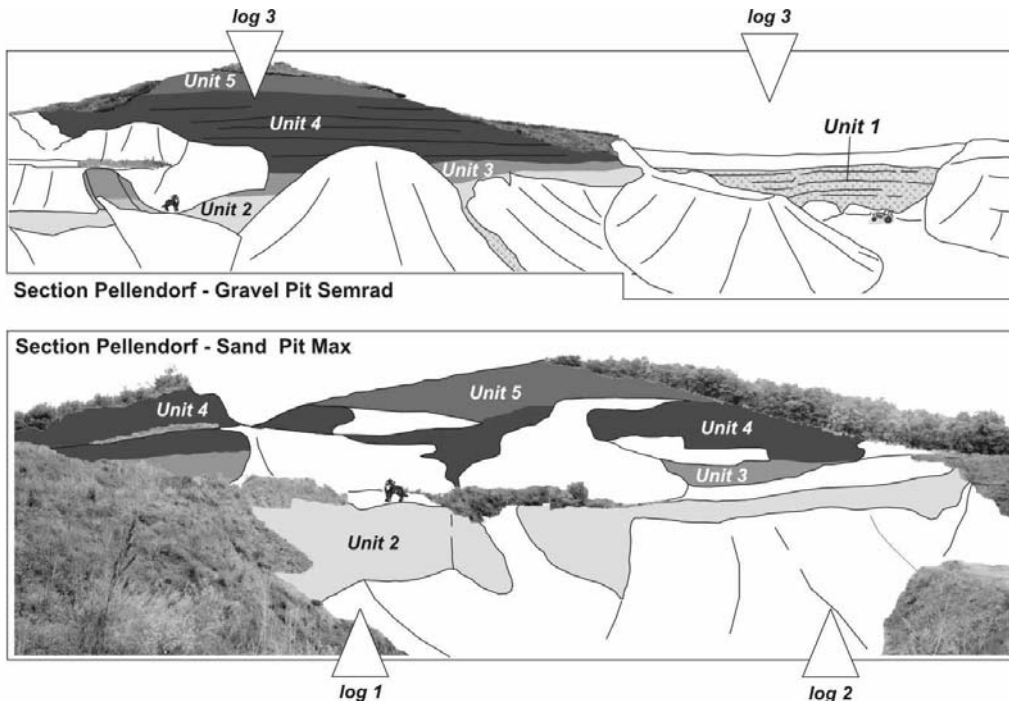 log 3
log 3
Unit 5
Unit 4
Unit 1
Unit 3
Unit 2
Section Pellendorf - Gravel Pit Semrad
Section Pellendorf - Sand Pit Max
Unit 5
Unit 4
Unit 4
Unit 3
Unit 2
log 1
log 2